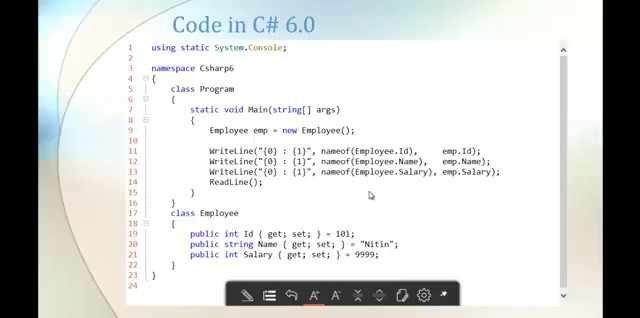 Code in C# 6.0
1 using static System.Console;
2
3 namespace Csharp6
4 {
5 class Program
6 {
7 static void Main(string[] args)
8 {
9 Employee emp = new Employee();
10
11 WriteLine("{0} : {1}", nameof(Employee.Id), emp.Id);
12 WriteLine("{0} : {1}", nameof(Employee.Name), emp.Name);
13 WriteLine("{0} : {1}", nameof(Employee.Salary), emp.Salary);
14 ReadLine();
15 }
16 }
17 class Employee
18 {
19 public int Id { get; set; } = 101;
20 public string Name { get; set; } = "Nitin";
21 public int Salary { get; set; } = 9999;
22 }
23 }
24
A+ A-